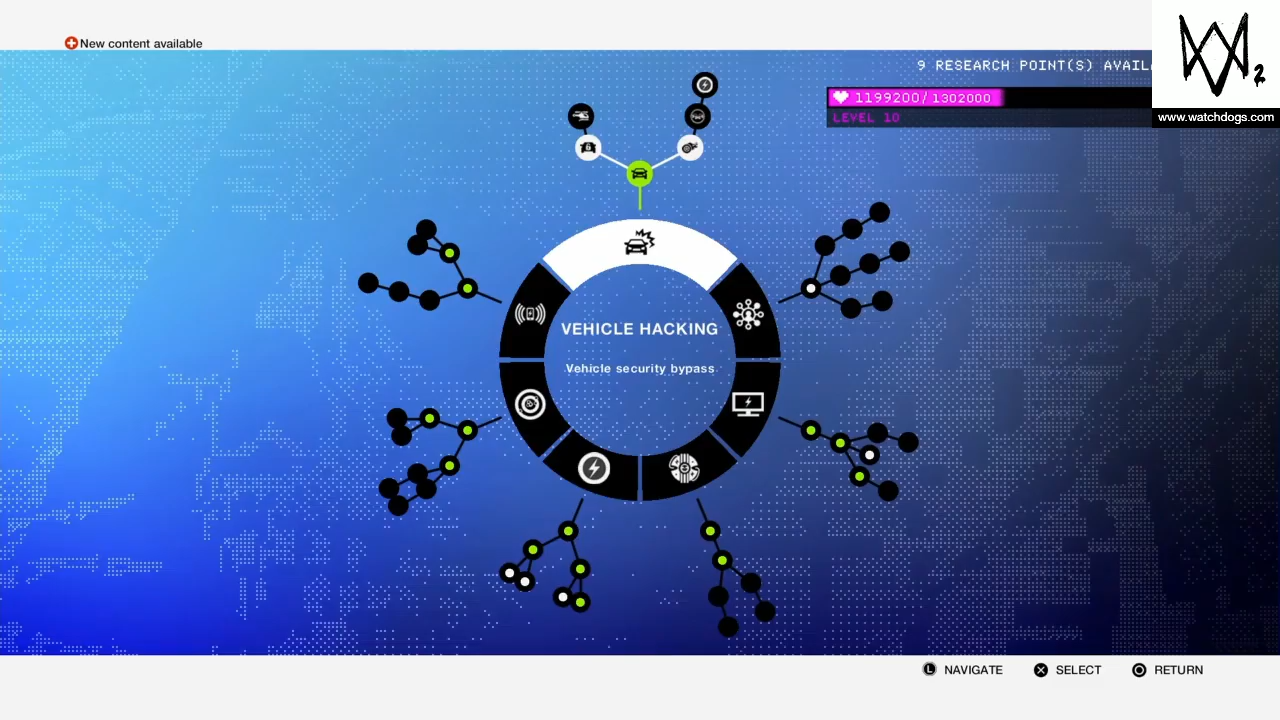 New content available
9 RESEARCH POINT(S) AVAIL
1199200/1302000
LEVEL 10
2
www.watchdogs.com
VEHICLE HACKING
Vehicle security bypass
L NAVIGATE
SELECT
RETURN